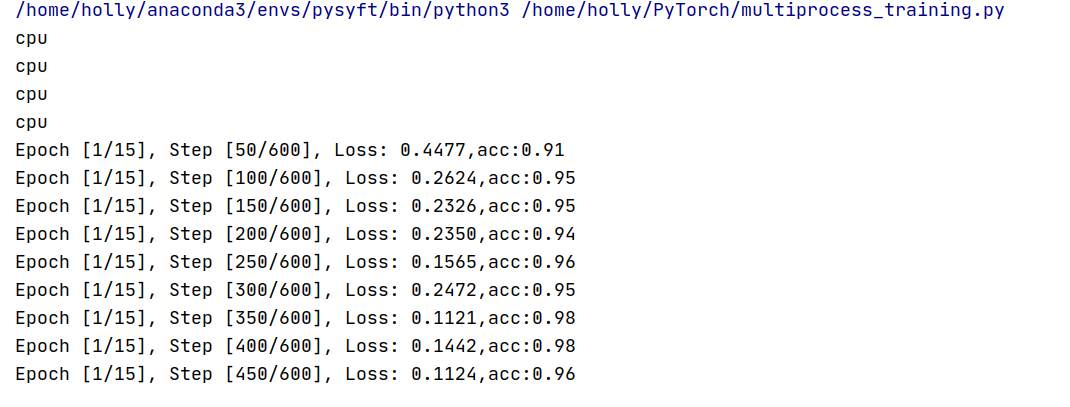 /home/holly/anaconda3/envs/pysyft/bin/python3 /home/holly/PyTorch/multiprocess_training.py
cpu
cpu
cpu
cpu
Epoch [1/15], Step [50/600], Loss: 0.4477,acc:0.91
Epoch [1/15], Step [100/600], Loss: 0.2624,acc:0.95
Epoch [1/15], Step [150/600], Loss: 0.2326,acc:0.95
Epoch [1/15], Step [200/600], Loss: 0.2350,acc:0.94
Epoch [1/15], Step [250/600], Loss: 0.1565,acc:0.96
Epoch [1/15], Step [300/600], Loss: 0.2472,acc:0.95
Epoch [1/15], Step [350/600], Loss: 0.1121,acc:0.98
Epoch [1/15], Step [400/600], Loss: 0.1442,acc:0.98
Epoch [1/15], Step [450/600], Loss: 0.1124,acc:0.96